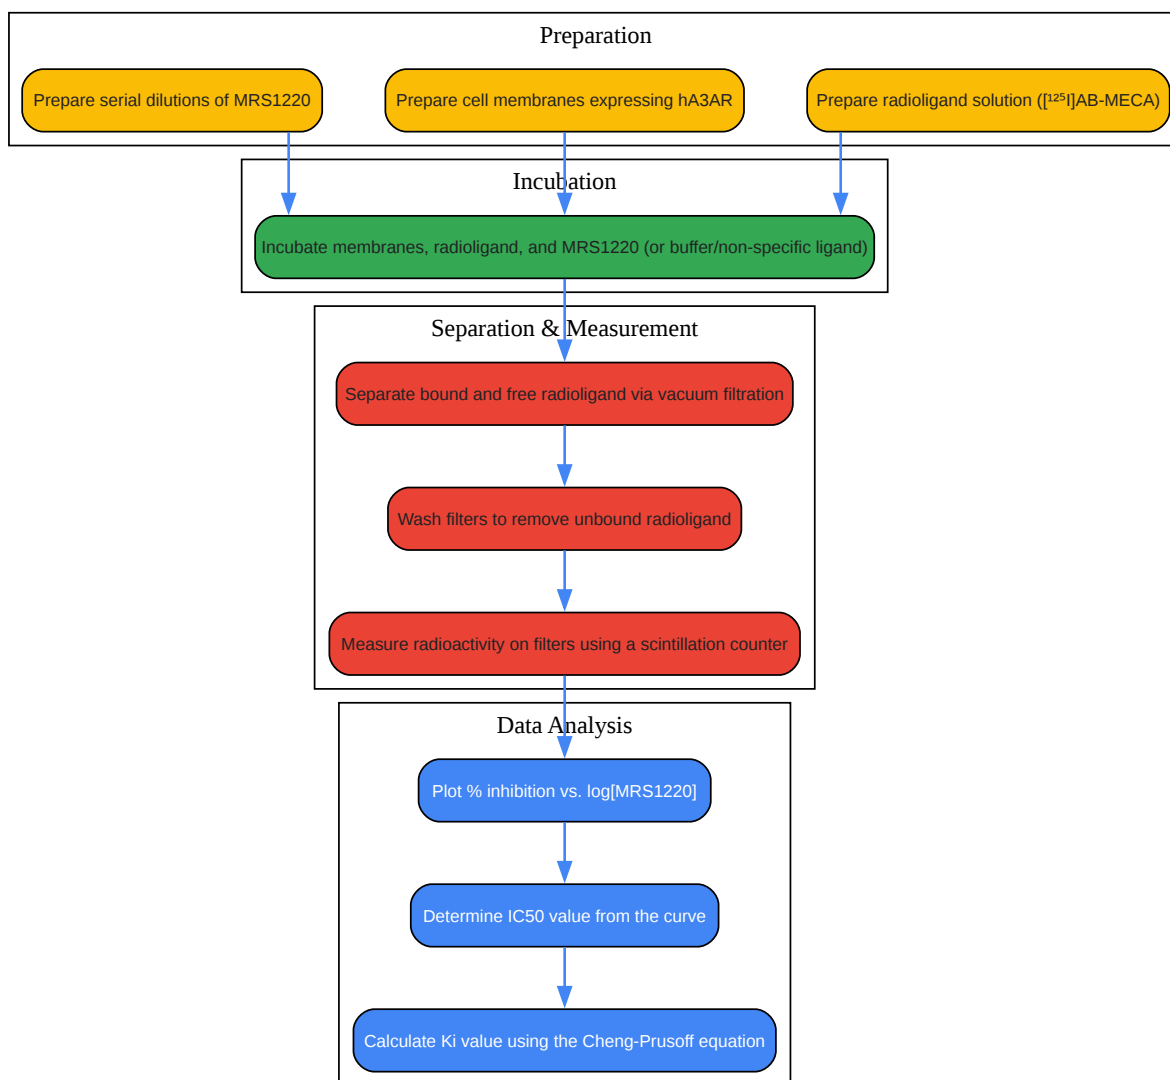 Preparation
Prepare serial dilutions of MRS1220
Prepare cell membranes expressing hA3AR
Prepare radioligand solution ([¹²⁵I]AB-MECA)
Incubation
Incubate membranes, radioligand, and MRS1220 (or buffer/non-specific ligand)
Separation & Measurement
Separate bound and free radioligand via vacuum filtration
Wash filters to remove unbound radioligand
Measure radioactivity on filters using a scintillation counter
Data Analysis
Plot % inhibition vs. log[MRS1220]
Determine IC50 value from the curve
Calculate Ki value using the Cheng-Prusoff equation